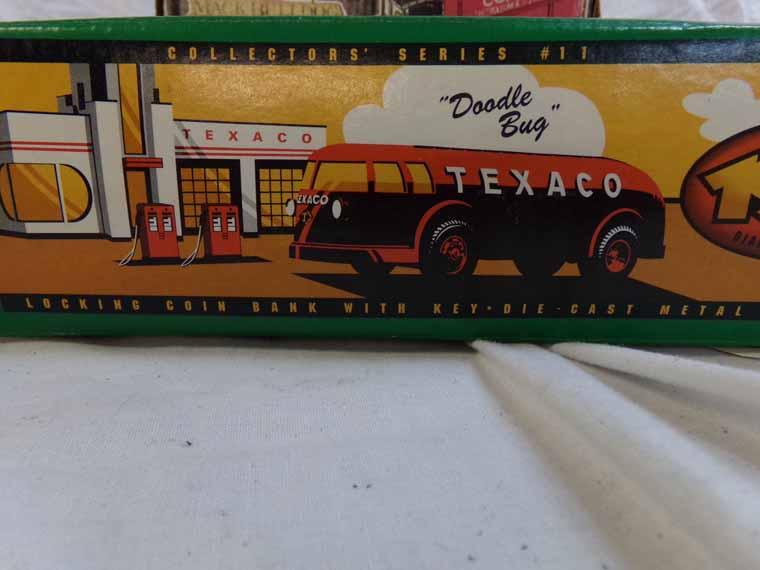 COLLECTORS' SERIES #11
"Doodle
Bug"
TEXACO
TEXACO
TEXACO
LOCKING COIN BANK WITH KEY · DIE-CAST METAL